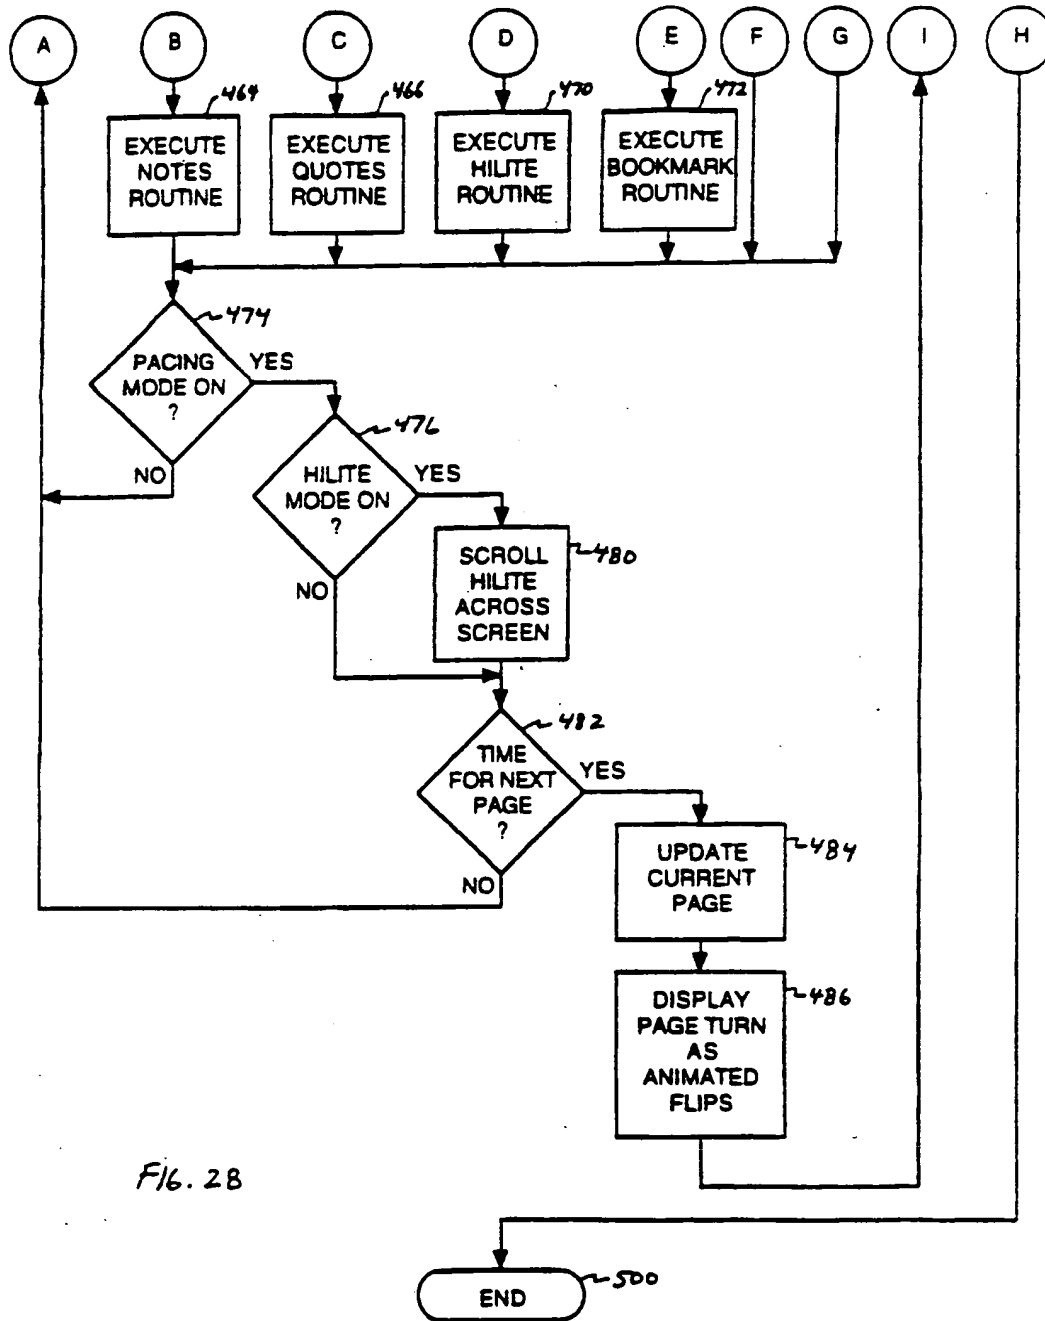 A B C D E F G I H
464 466 470 472
EXECUTE
NOTES
ROUTINE
EXECUTE
QUOTES
ROUTINE
EXECUTE
HILITE
ROUTINE
EXECUTE
BOOKMARK
ROUTINE
474
PACING
MODE ON
?
YES
NO
476
HILITE
MODE ON
?
YES
NO
480
SCROLL
HILITE
ACROSS
SCREEN
482
TIME
FOR NEXT
PAGE
?
YES
NO
484
UPDATE
CURRENT
PAGE
486
DISPLAY
PAGE TURN
AS
ANIMATED
FLIPS
FIG. 28
500
END